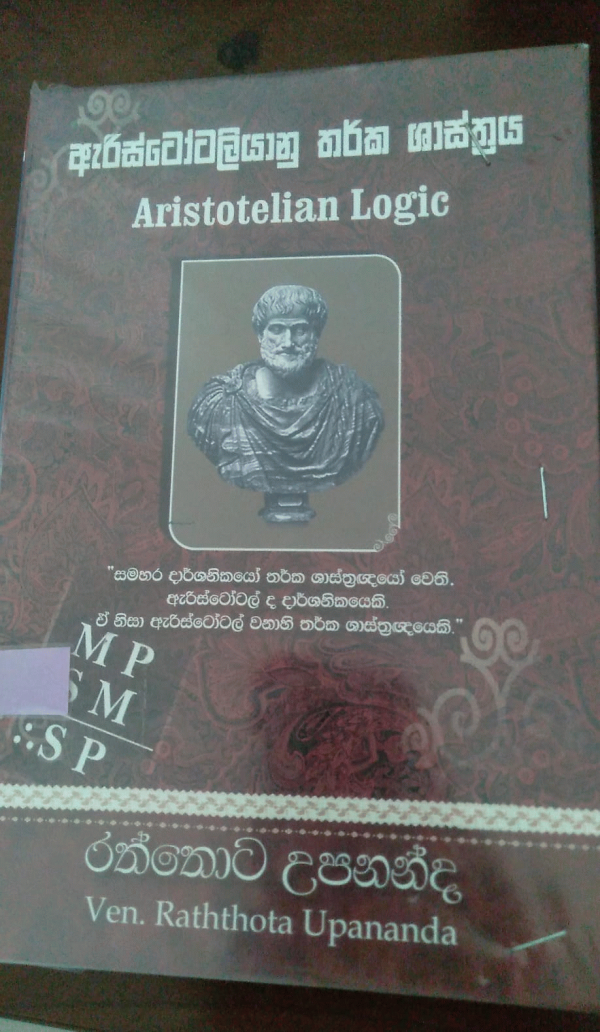 ඇරිස්ටෝටලියානු තර්ක ශාස්ත්‍රය
Aristotelian Logic
"සමහර දාර්ශනිකයෝ තර්ක ශාස්ත්‍රඥයෝ වෙති.
ඇරිස්ටෝටල් ද දාර්ශනිකයෙකි.
ඒ නිසා ඇරිස්ටෝටල් වනාහි තර්ක ශාස්ත්‍රඥයෙකි."
M P
S M
∴S P
රත්තොට උපනන්ද
Ven. Raththota Upananda